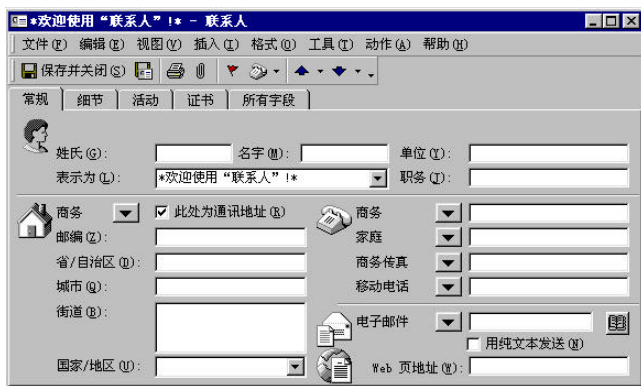 *欢迎使用“联系人”!* - 联系人
文件(F) 编辑(E) 视图(V) 插入(I) 格式(O) 工具(T) 动作(A) 帮助(H)
保存并关闭(S)
常规 细节 活动 证书 所有字段
姓氏(G): 名字(M): 单位(Y):
表示为(L): *欢迎使用“联系人”!* 职务(J):
商务 此处为通讯地址(R) 商务
邮编(Z): 家庭
省/自治区(D): 商务传真
城市(Q): 移动电话
街道(B): 电子邮件
用纯文本发送(N)
国家/地区(U): Web 页地址(W):